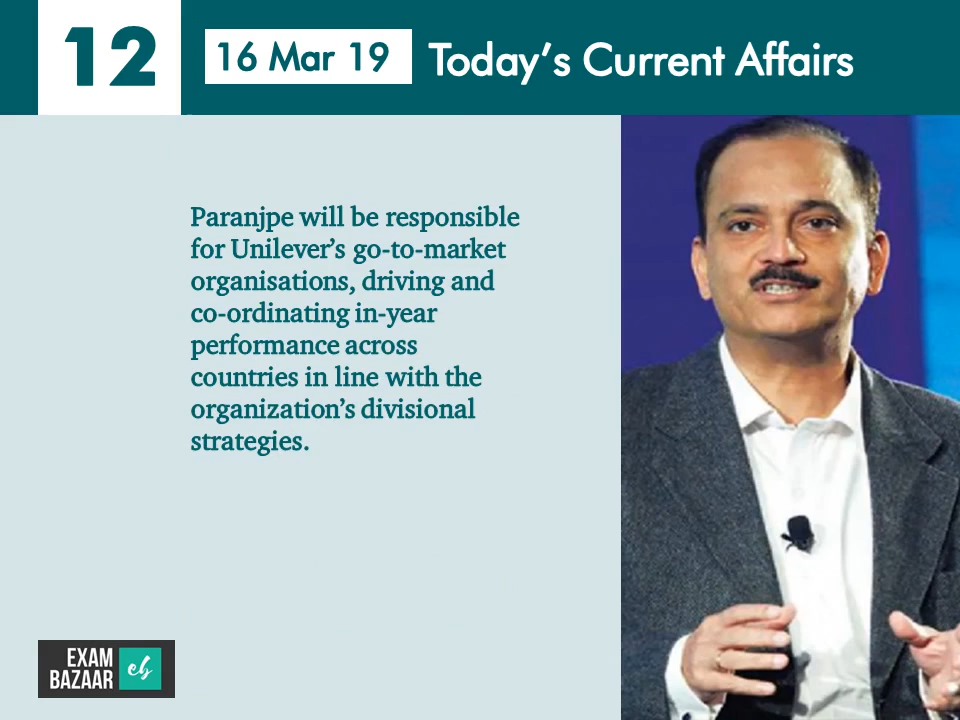 12
16 Mar 19
Today's Current Affairs
Paranjpe will be responsible
for Unilever's go-to-market
organisations, driving and
co-ordinating in-year
performance across
countries in line with the
organization's divisional
strategies.
EXAM
BAZAAR
eb